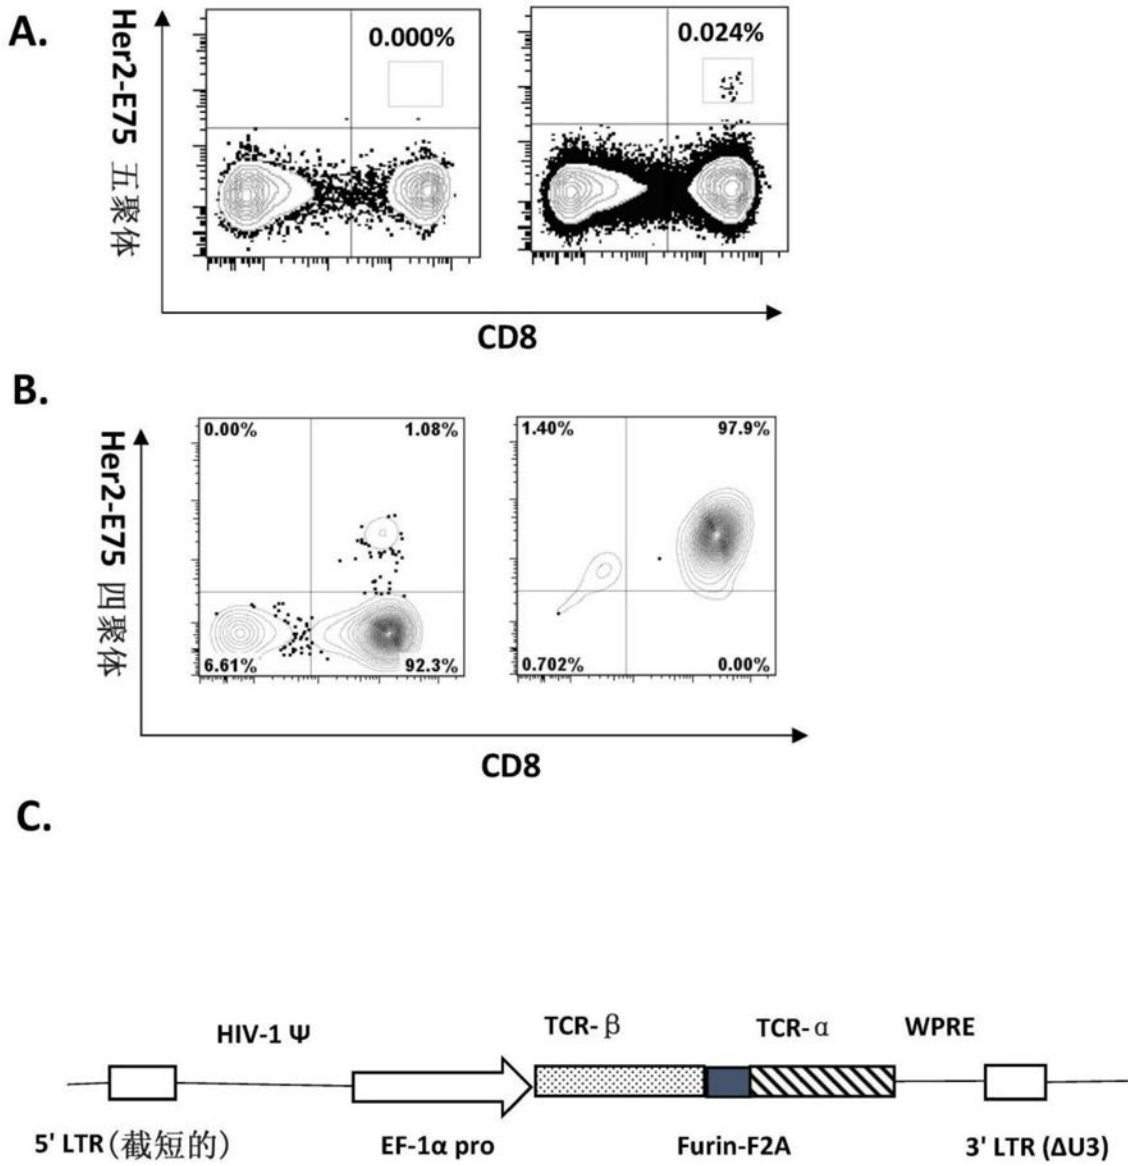 A.
Her2-E75 五聚体
0.000%
0.024%
CD8
B.
Her2-E75 四聚体
0.00%
1.08%
6.61%
92.3%
1.40%
97.9%
0.702%
0.00%
CD8
C.
HIV-1 Ψ
TCR-β
TCR-α
WPRE
5' LTR(截短的)
EF-1α pro
Furin-F2A
3' LTR (ΔU3)